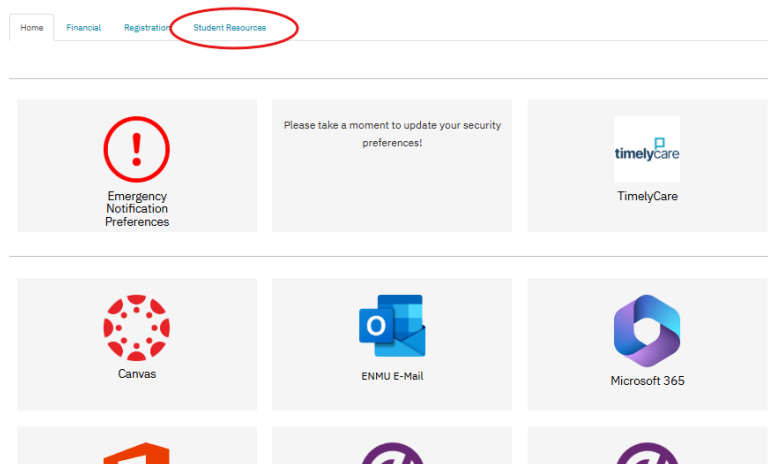 Home Financial Registration Student Resources
Please take a moment to update your security
preferences!
timelycare
Emergency
Notification
Preferences
TimelyCare
O
Canvas
ENMU E-Mail
Microsoft 365